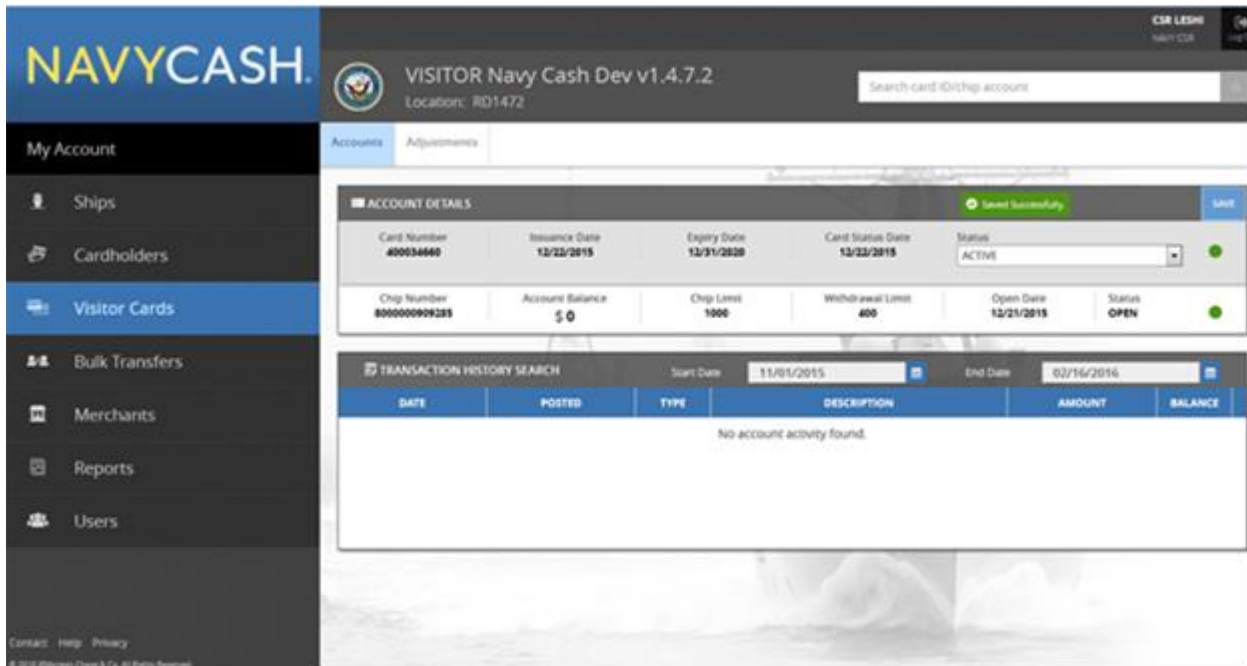 NAVYCASH.
CSR LESHI
NAVY CSR
VISITOR Navy Cash Dev v1.4.7.2
Location: RD1472
Search card ID/chip account
My Account
Ships
Cardholders
Visitor Cards
Bulk Transfers
Merchants
Reports
Users
Contact Help Privacy
Accounts Adjustments
ACCOUNT DETAILS Saved Successfully. SAVE
Card Number Issuance Date Expiry Date Card Status Date Status
400034660 12/22/2015 12/31/2020 12/22/2015 ACTIVE
Chip Number Account Balance Chip Limit Withdrawal Limit Open Date Status
8000000909285 $ 0 1000 400 12/21/2015 OPEN
TRANSACTION HISTORY SEARCH Start Date 11/01/2015 End Date 02/16/2016
DATE POSTED TYPE DESCRIPTION AMOUNT BALANCE
No account activity found.